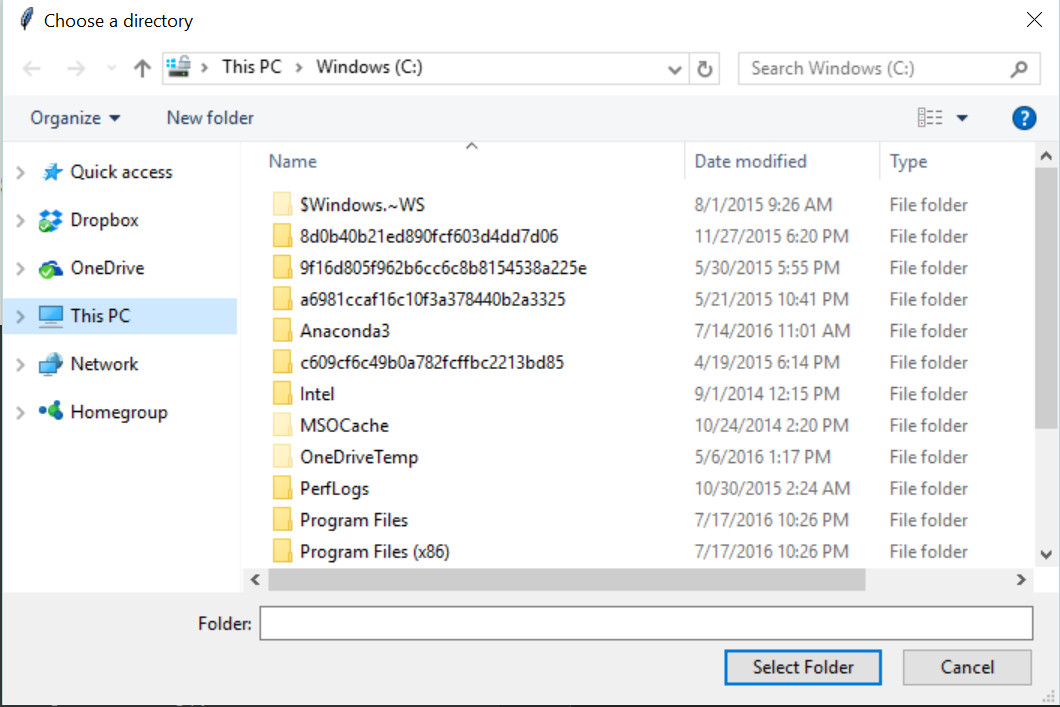 Choose a directory
This PC Windows (C:) Search Windows (C:)
Organize New folder ?
Name Date modified Type
Quick access
Dropbox
OneDrive
This PC
Network
Homegroup
$Windows.~WS 8/1/2015 9:26 AM File folder
8d0b40b21ed890fcf603d4dd7d06 11/27/2015 6:20 PM File folder
9f16d805f962b6cc6c8b8154538a225e 5/30/2015 5:55 PM File folder
a6981ccaf16c10f3a378440b2a3325 5/21/2015 10:41 PM File folder
Anaconda3 7/14/2016 11:01 AM File folder
c609cf6c49b0a782fcffbc2213bd85 4/19/2015 6:14 PM File folder
Intel 9/1/2014 12:15 PM File folder
MSOCache 10/24/2014 2:20 PM File folder
OneDriveTemp 5/6/2016 1:17 PM File folder
PerfLogs 10/30/2015 2:24 AM File folder
Program Files 7/17/2016 10:26 PM File folder
Program Files (x86) 7/17/2016 10:26 PM File folder
Folder:
Select Folder Cancel